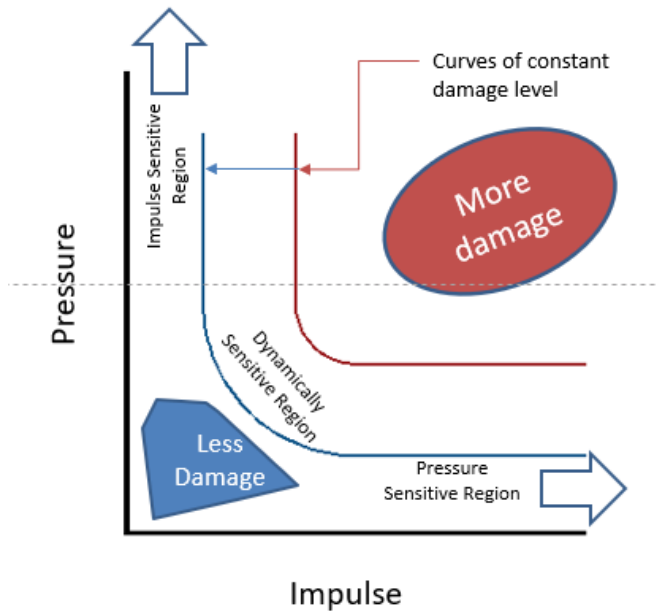 Curves of constant
damage level
Impulse Sensitive
Region
More
damage
Pressure
Dynamically
Sensitive Region
Less
Damage
Pressure
Sensitive Region
Impulse